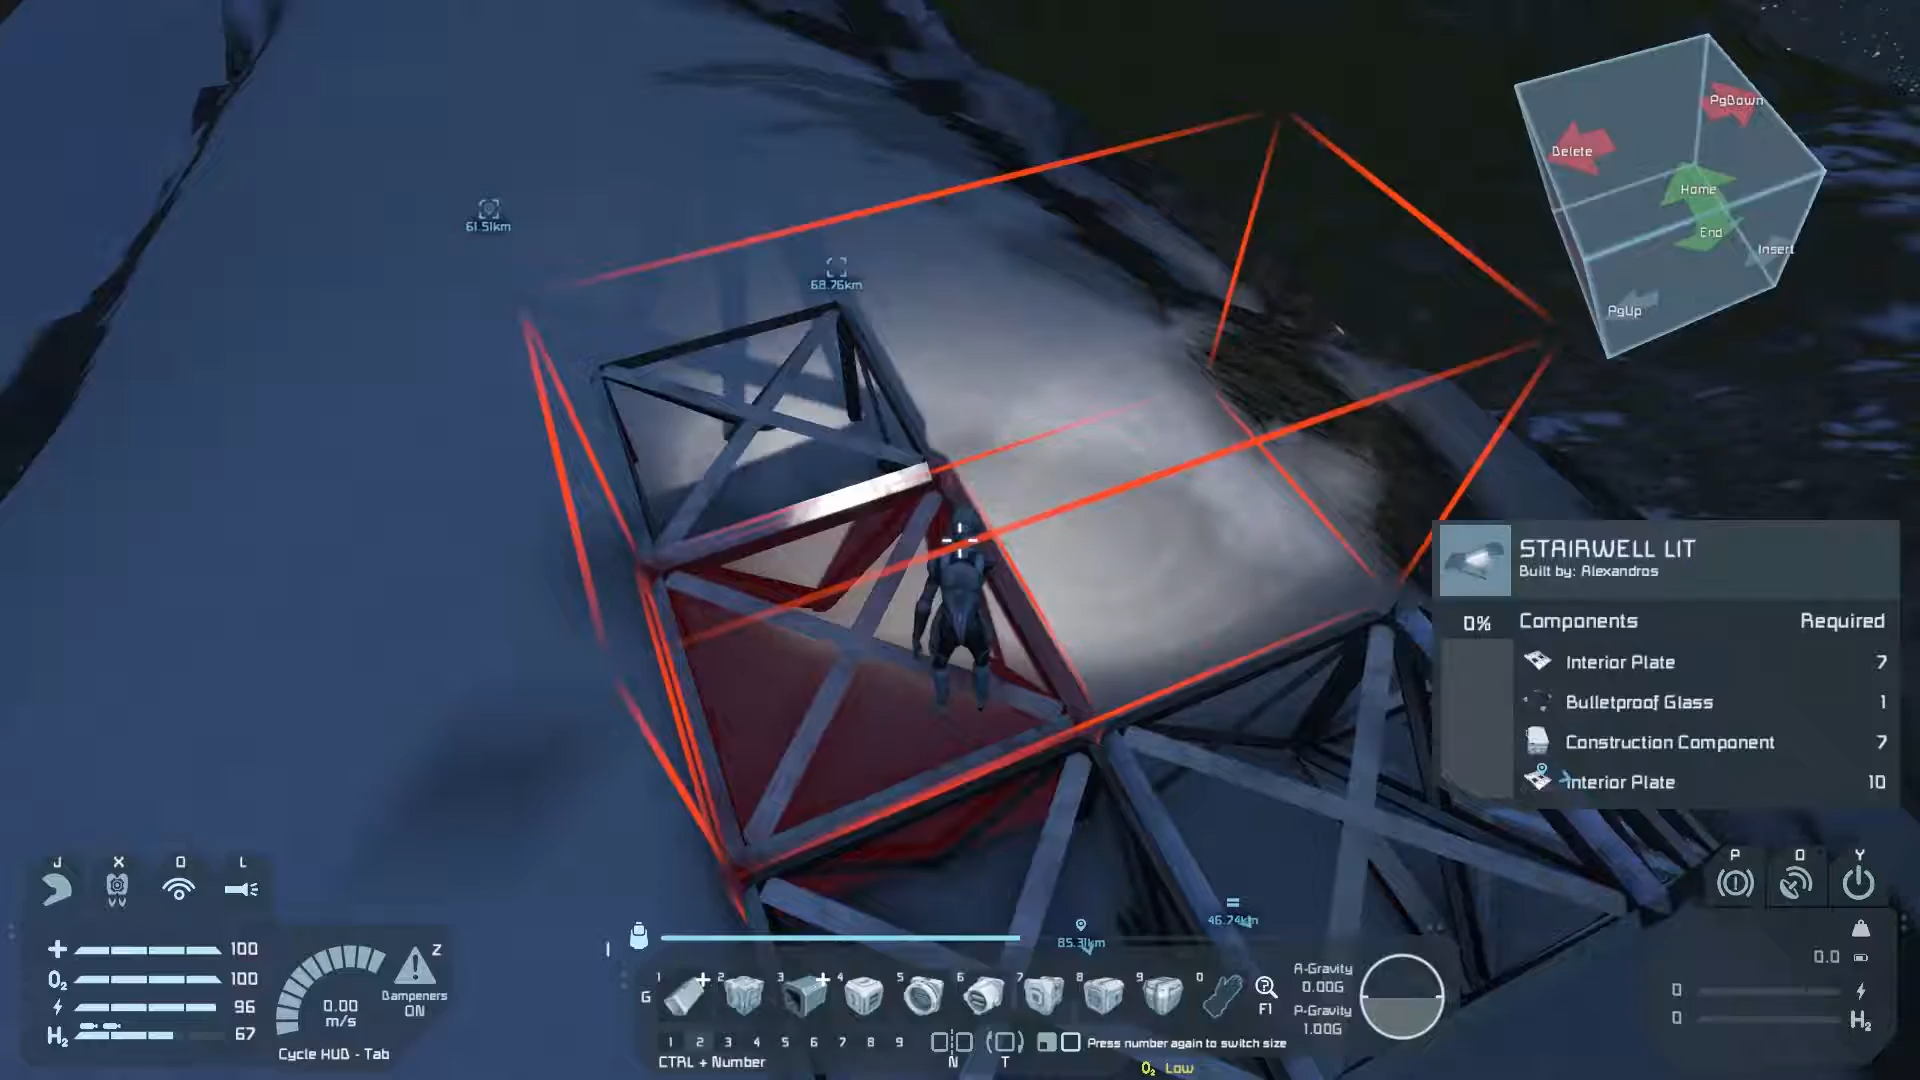 PgDown
Delete
Home
61.51km
End
Insert
68.76km
PgUp
STAIRWELL LIT
Built by: Alexandros
0% Components Required
Interior Plate 7
Bulletproof Glass 1
Construction Component 7
Interior Plate 10
J X O L
P O Y
46.74km
85.31km
100
Z
O₂ 100
96
H₂ 67
0.00
m/s
Dampeners
ON
Cycle HUD - Tab
1 2 3 4 5 6 7 8 9 0
G
F1
A-Gravity
0.00G
P-Gravity
1.00G
1 2 3 4 5 6 7 8 9
CTRL + Number
N T
Press number again to switch size
O₂ Low
0.0
0
0 H₂